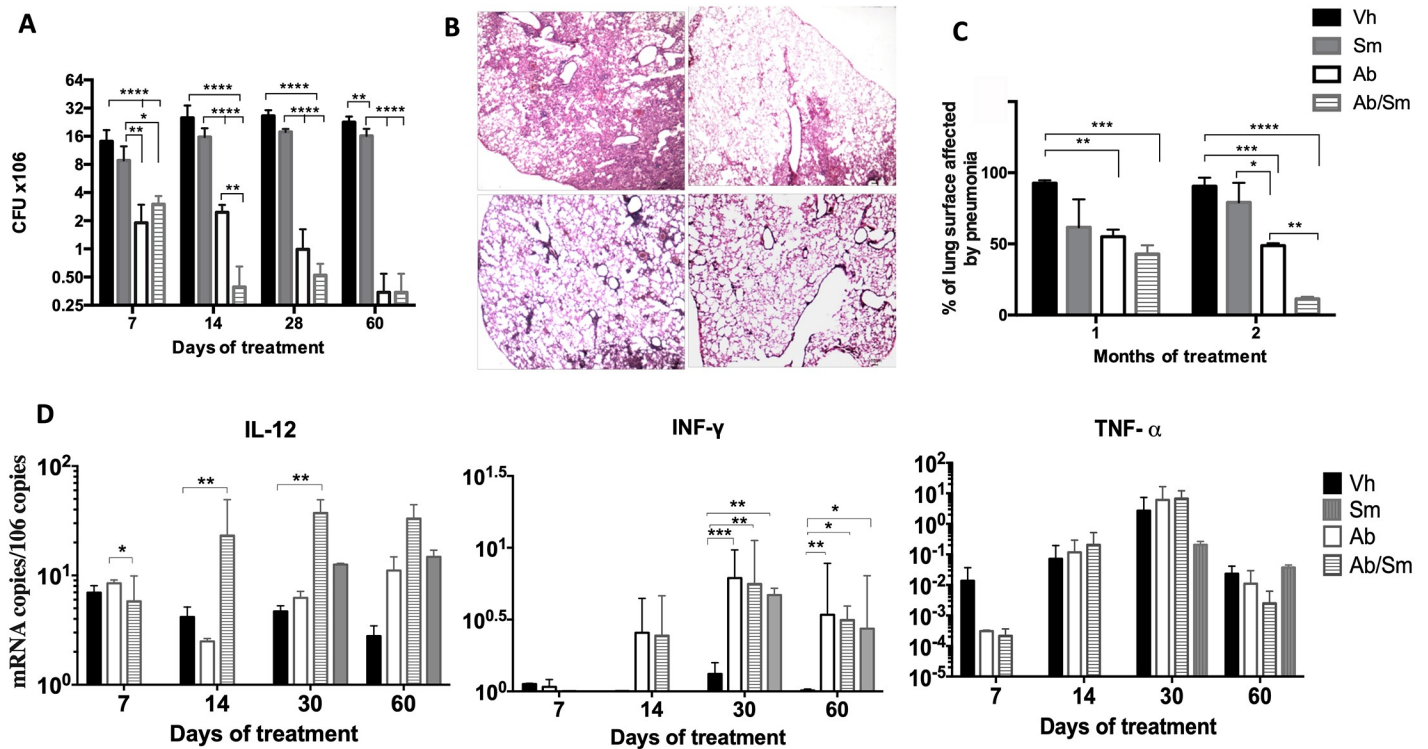 A
CFU x106
64
32
16
8
4
2
1
0.50
0.25
****
*
**
****
****
**
****
****
**
****
7
14
28
60
Days of treatment
B
C
Vh
Sm
Ab
Ab/Sm
% of lung surface affected
by pneumonia
100
50
0
***
**
****
***
*
**
1
2
Months of treatment
D
IL-12
mRNA copies/106 copies
10²
10¹
10⁰
*
**
**
7
14
30
60
Days of treatment
INF-γ
10¹·⁵
10¹
10⁰·⁵
10⁰
**
**
***
*
*
**
7
14
30
60
Days of treatment
TNF- α
10²
10¹
10⁰
10⁻¹
10⁻²
10⁻³
10⁻⁴
10⁻⁵
7
14
30
60
Days of treatment
Vh
Sm
Ab
Ab/Sm